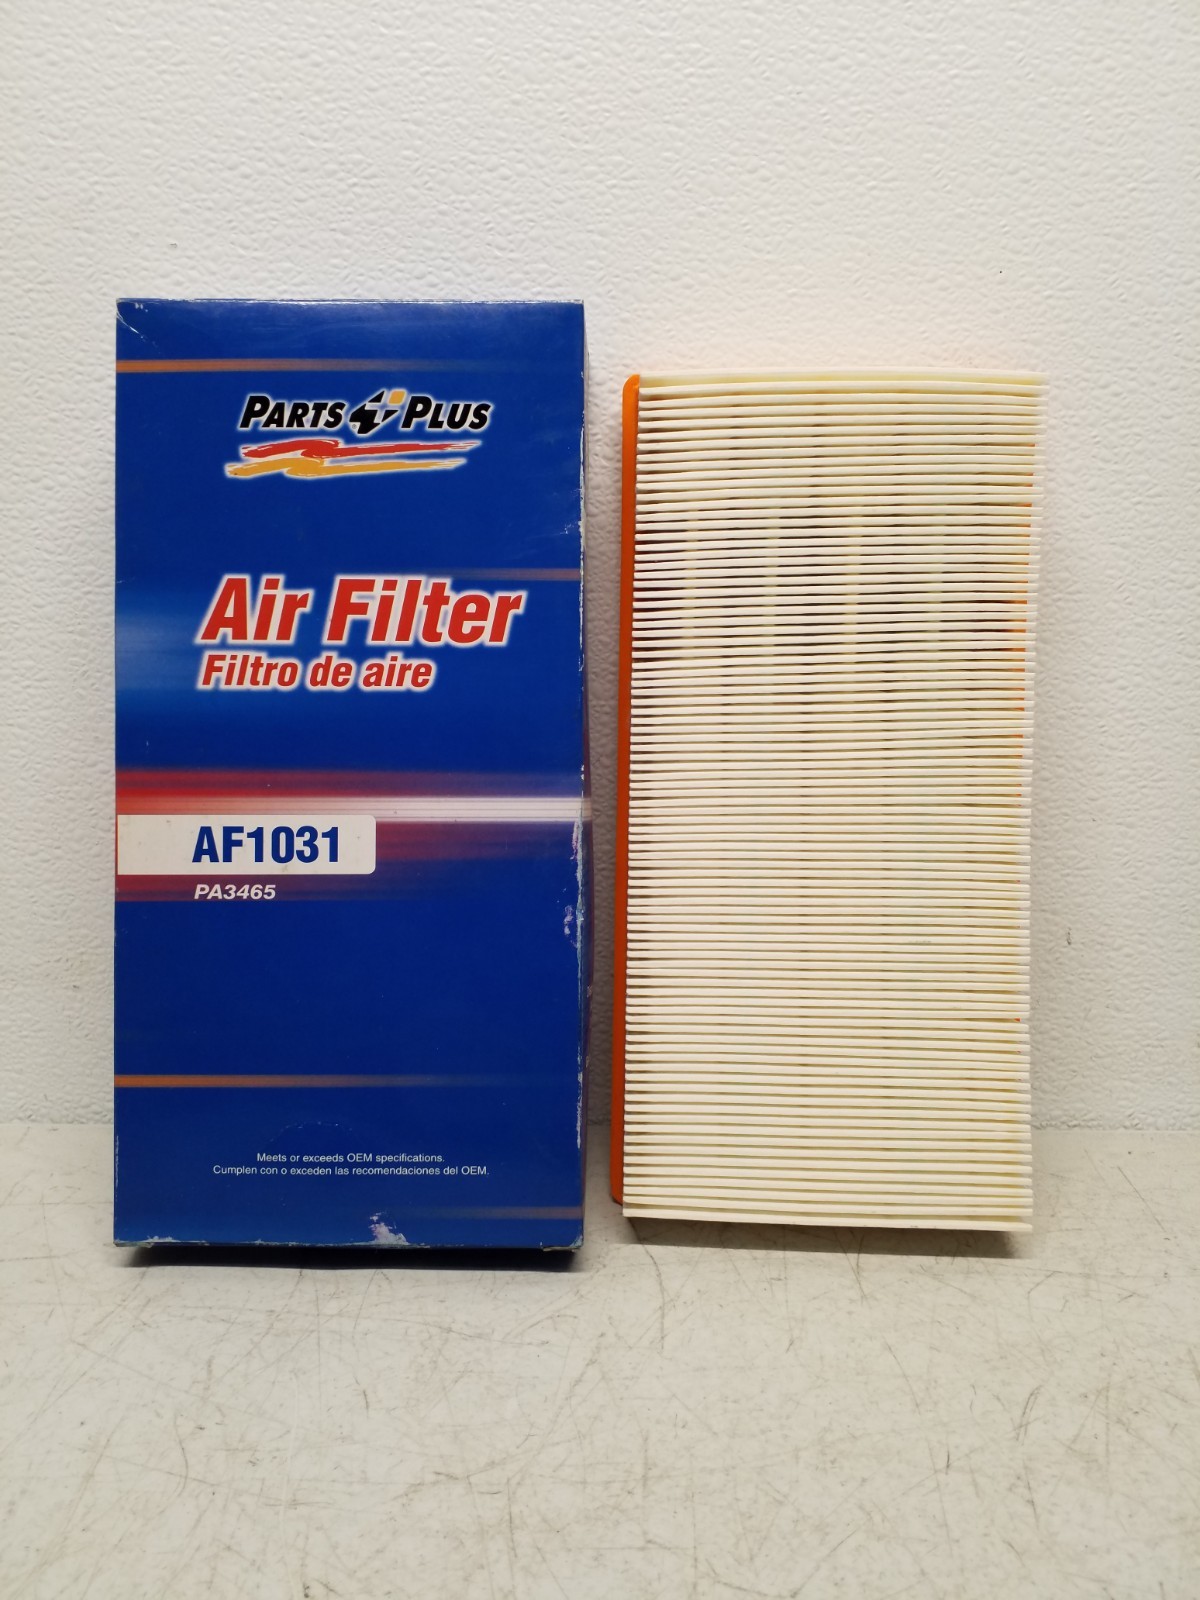 PARTS PLUS
Air Filter
Filtro de aire
AF1031
PA3465
Meets or exceeds OEM specifications.
Cumplen con o exceden las recomendaciones del OEM.